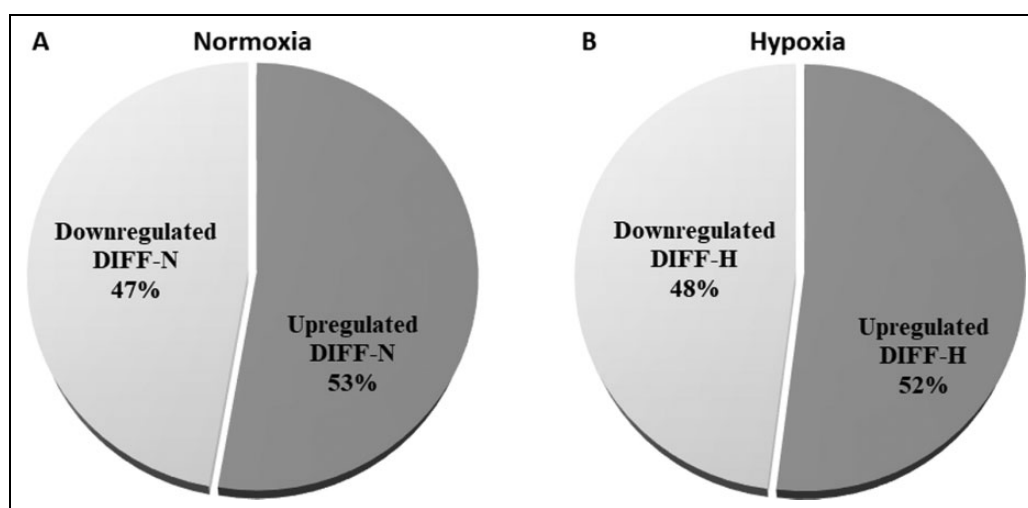 A Normoxia
Downregulated
DIFF-N
47%
Upregulated
DIFF-N
53%
B Hypoxia
Downregulated
DIFF-H
48%
Upregulated
DIFF-H
52%